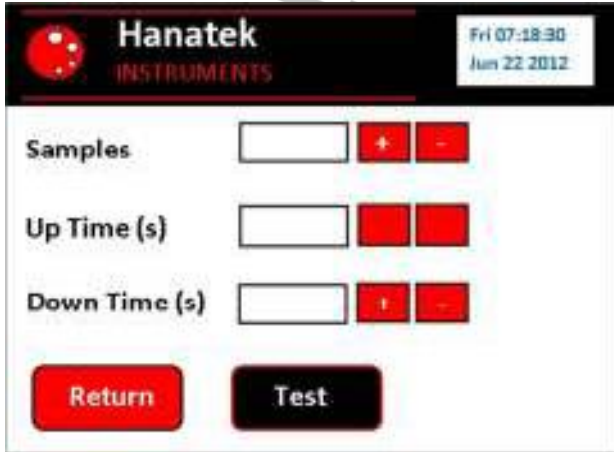 Hanatek
INSTRUMENTS
Fri 07:18:30
Jun 22 2012
Samples + -
Up Time (s)
Down Time (s) + -
Return Test